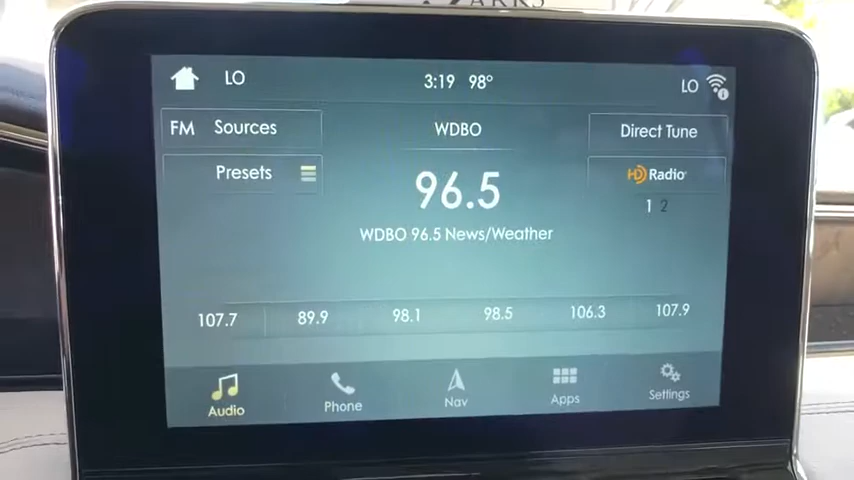 ARKS
LO 3:19 98° LO
FM Sources WDBO Direct Tune
Presets HD Radio
96.5
1 2
WDBO 96.5 News/Weather
107.7 89.9 98.1 98.5 106.3 107.9
Audio Phone Nav Apps Settings